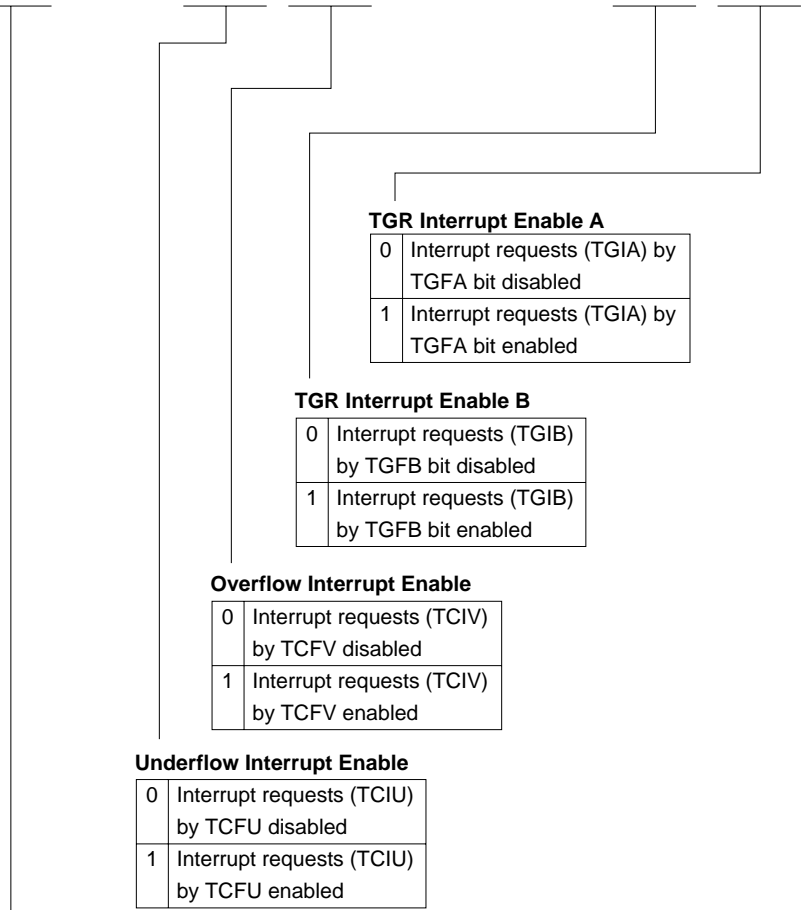 TGR Interrupt Enable A
0 Interrupt requests (TGIA) by
TGFA bit disabled
1 Interrupt requests (TGIA) by
TGFA bit enabled
TGR Interrupt Enable B
0 Interrupt requests (TGIB)
by TGFB bit disabled
1 Interrupt requests (TGIB)
by TGFB bit enabled
Overflow Interrupt Enable
0 Interrupt requests (TCIV)
by TCFV disabled
1 Interrupt requests (TCIV)
by TCFV enabled
Underflow Interrupt Enable
0 Interrupt requests (TCIU)
by TCFU disabled
1 Interrupt requests (TCIU)
by TCFU enabled